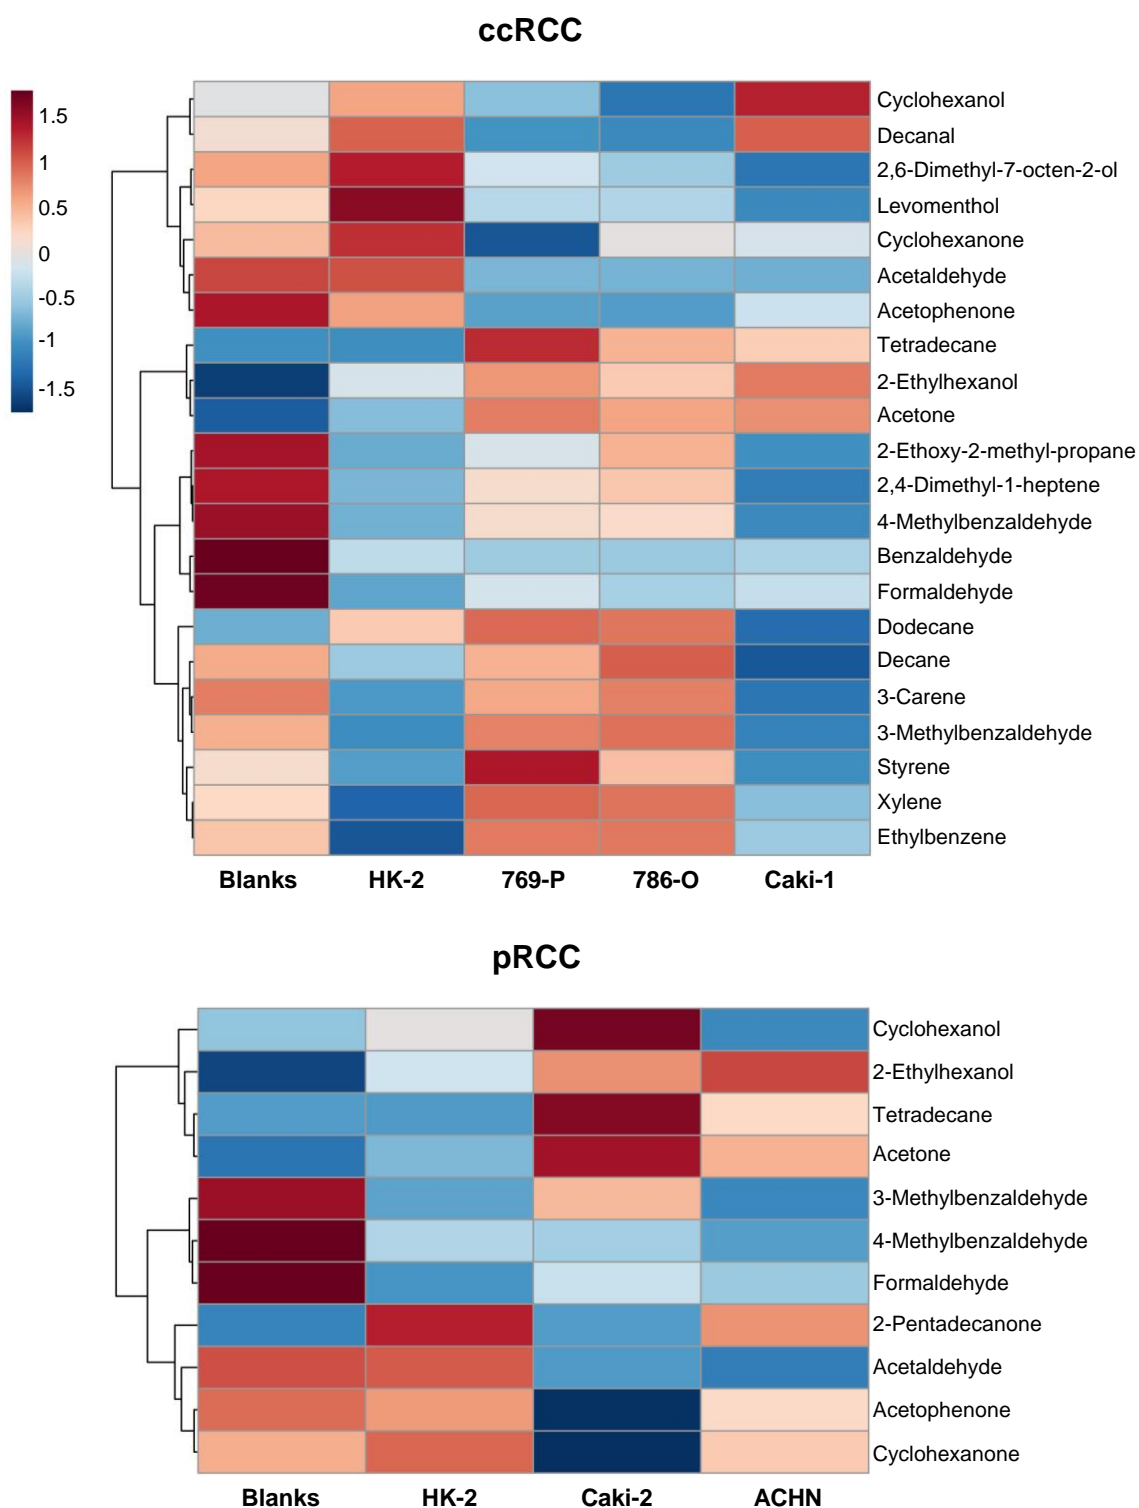 ccRCC
1.5
1
0.5
0
-0.5
-1
-1.5
Cyclohexanol
Decanal
2,6-Dimethyl-7-octen-2-ol
Levomenthol
Cyclohexanone
Acetaldehyde
Acetophenone
Tetradecane
2-Ethylhexanol
Acetone
2-Ethoxy-2-methyl-propane
2,4-Dimethyl-1-heptene
4-Methylbenzaldehyde
Benzaldehyde
Formaldehyde
Dodecane
Decane
3-Carene
3-Methylbenzaldehyde
Styrene
Xylene
Ethylbenzene
Blanks HK-2 769-P 786-O Caki-1
pRCC
Cyclohexanol
2-Ethylhexanol
Tetradecane
Acetone
3-Methylbenzaldehyde
4-Methylbenzaldehyde
Formaldehyde
2-Pentadecanone
Acetaldehyde
Acetophenone
Cyclohexanone
Blanks HK-2 Caki-2 ACHN